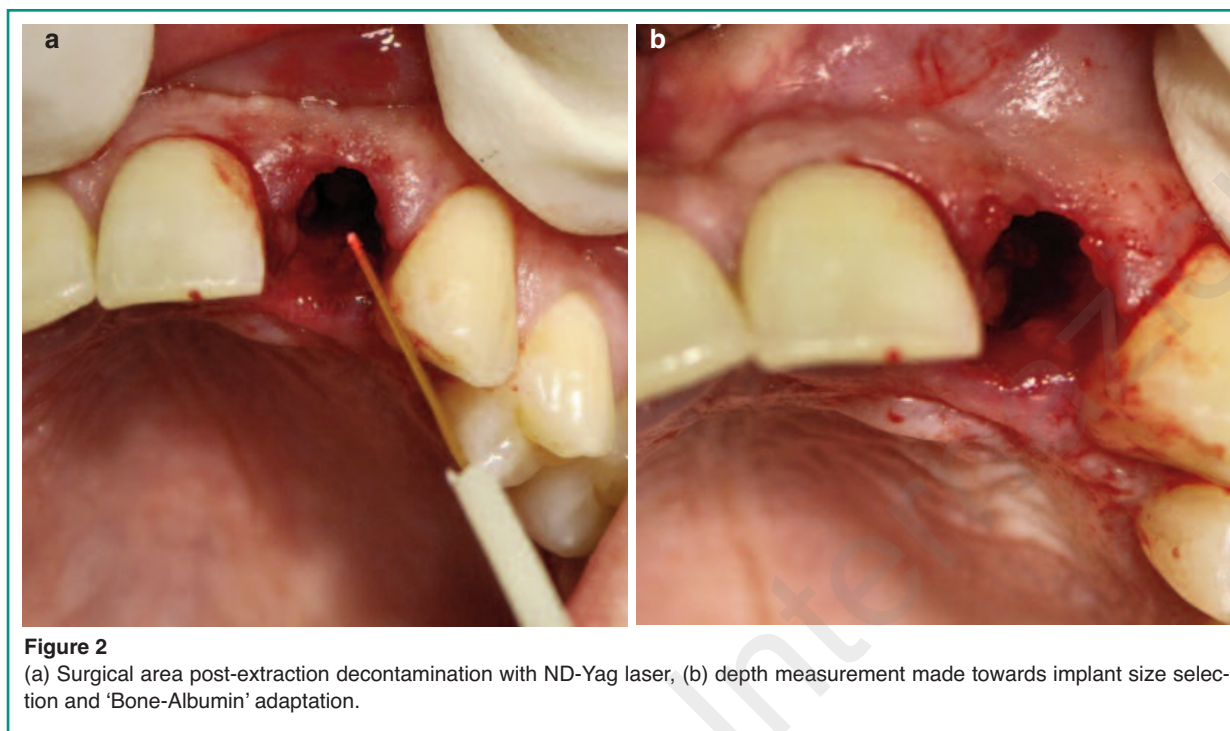 a
b
Figure 2
(a) Surgical area post-extraction decontamination with ND-Yag laser, (b) depth measurement made towards implant size selec-
tion and ‘Bone-Albumin’ adaptation.